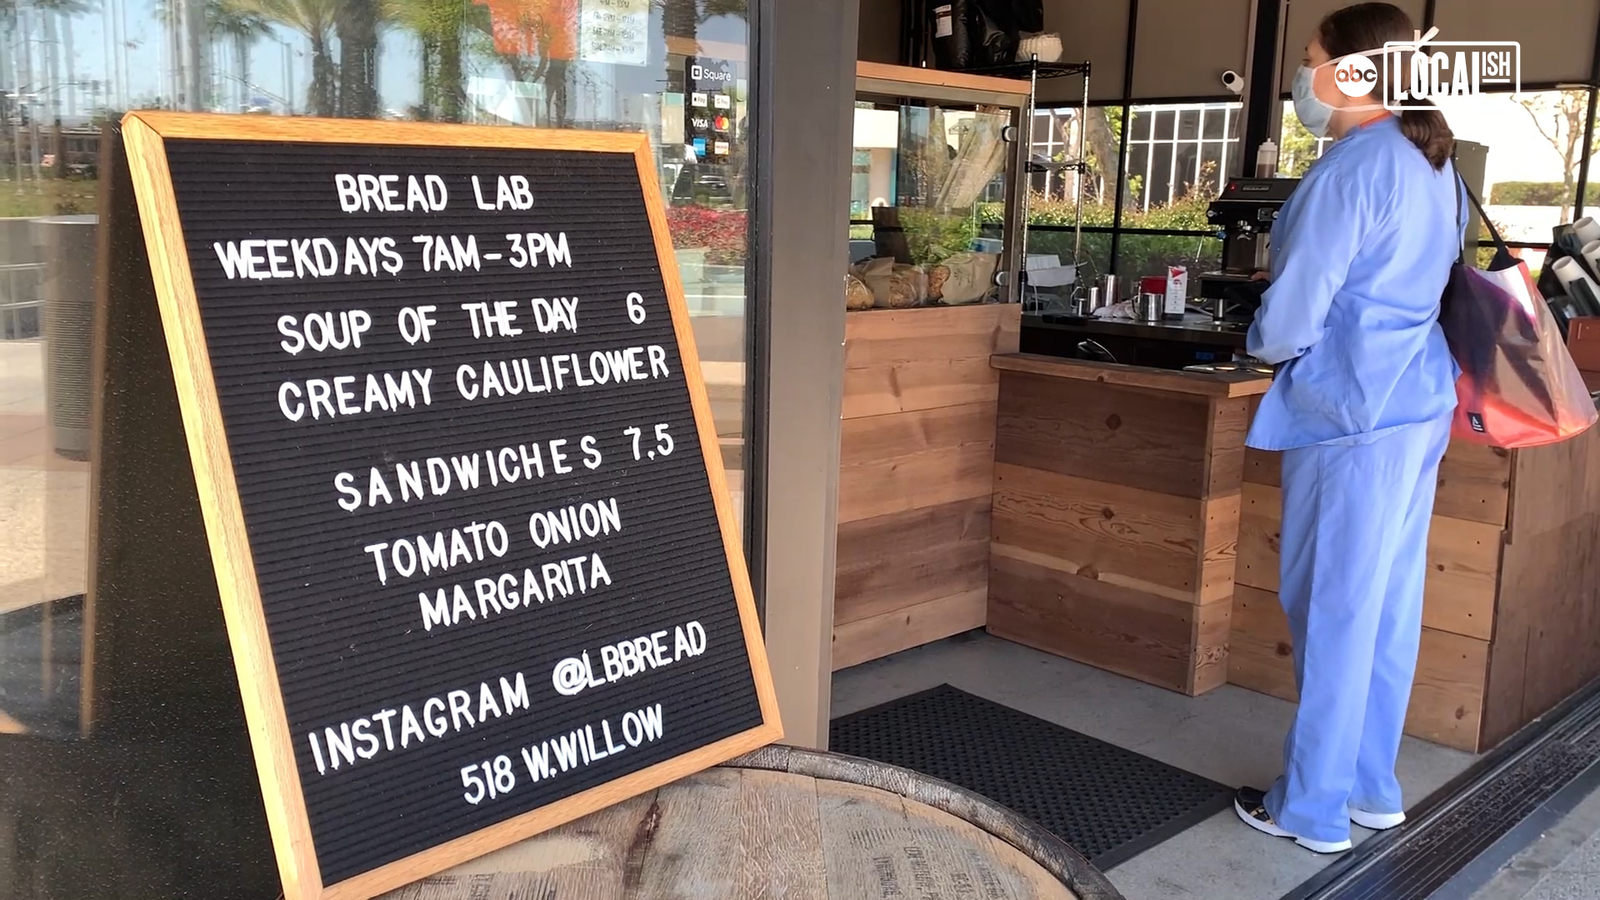 BREAD LAB
WEEKDAYS 7AM-3PM
SOUP OF THE DAY 6
CREAMY CAULIFLOWER
SANDWICHES 7.5
TOMATO ONION
MARGARITA
INSTAGRAM @LBBREAD
518 W.WILLOW
Square
VISA
abc LOCALISH